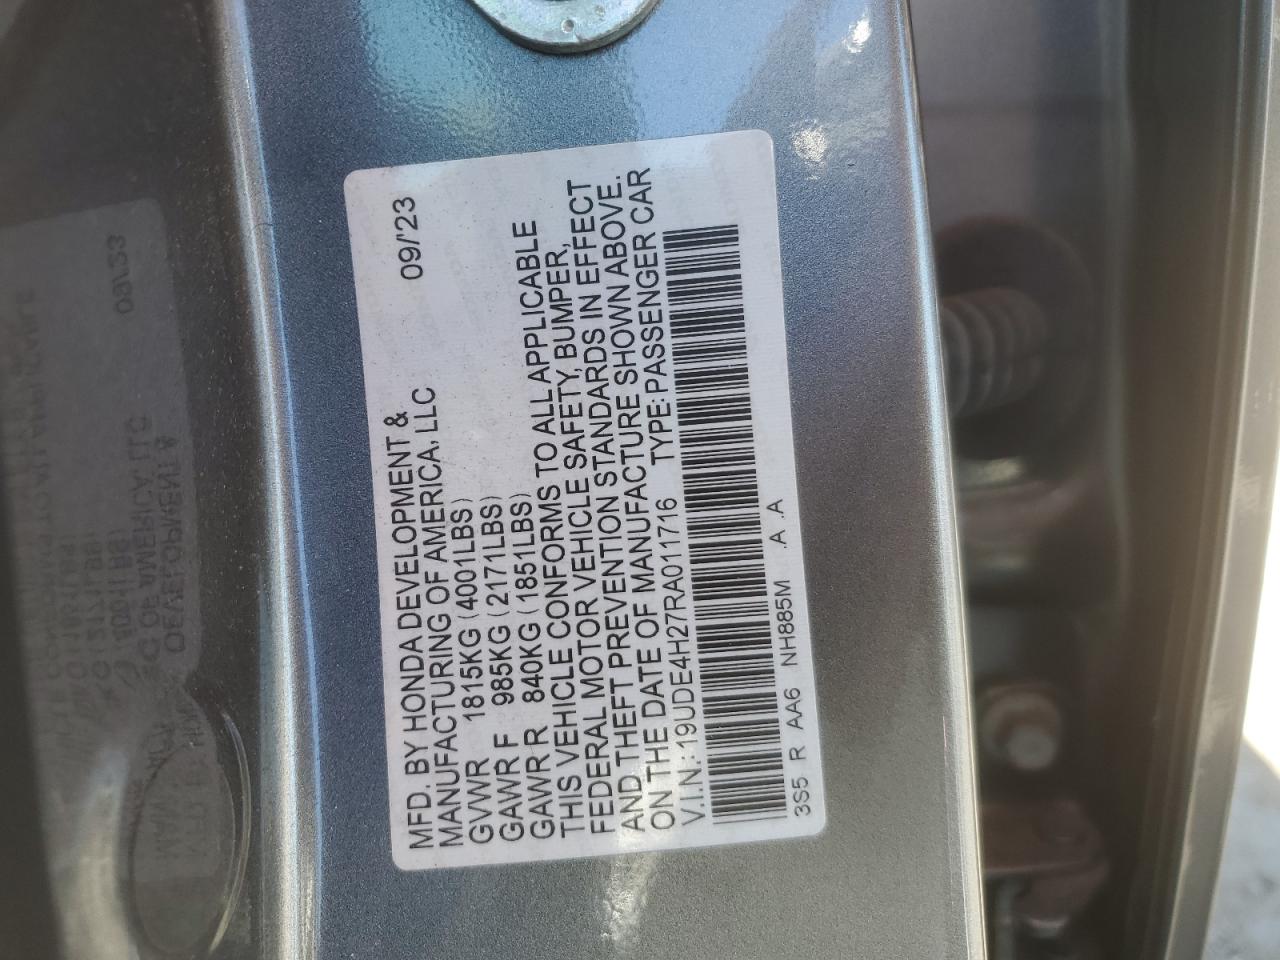 MFD. BY HONDA DEVELOPMENT & 09/'23
MANUFACTURING OF AMERICA, LLC
GVWR 1815KG (4001LBS)
GAWR F 985KG (2171LBS)
GAWR R 840KG (1851LBS)
THIS VEHICLE CONFORMS TO ALL APPLICABLE
FEDERAL MOTOR VEHICLE SAFETY, BUMPER,
AND THEFT PREVENTION STANDARDS IN EFFECT
ON THE DATE OF MANUFACTURE SHOWN ABOVE.
V.I.N.: 19UDE4H27RA011716 TYPE: PASSENGER CAR
3S5 R AA6 NH885M .A .A